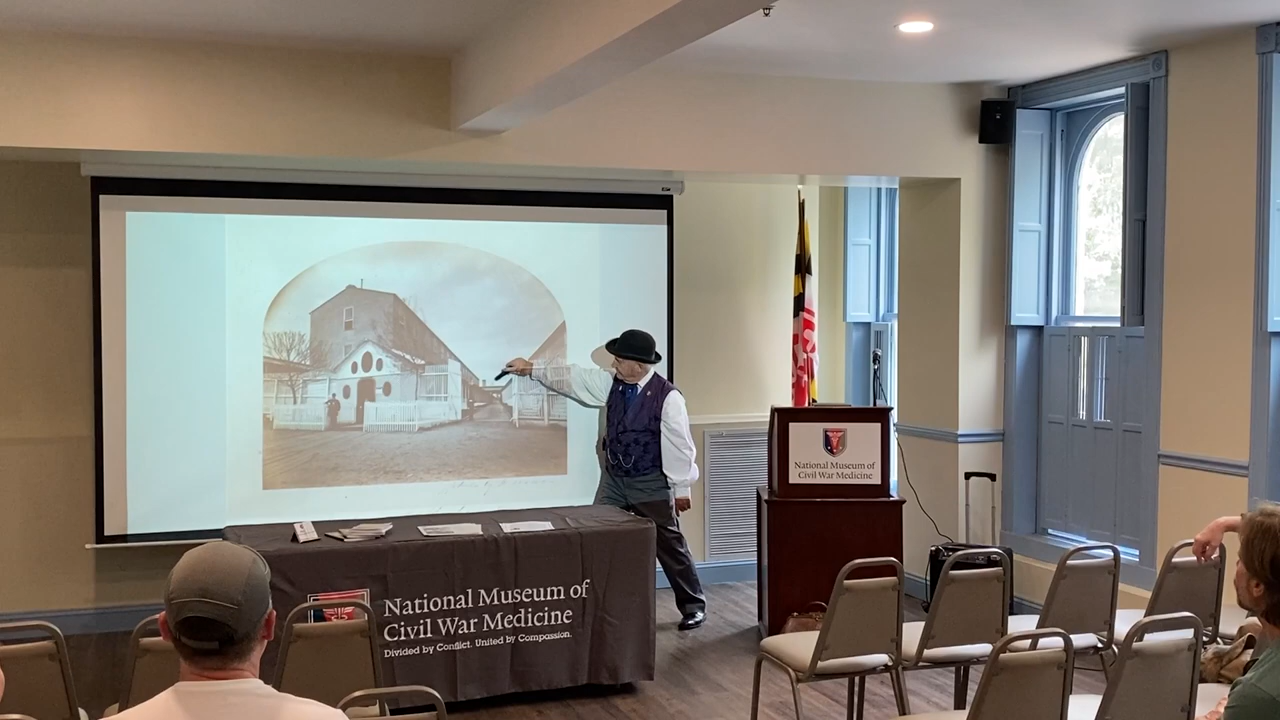 National Museum of
Civil War Medicine
National Museum of
Civil War Medicine
Divided by Conflict. United by Compassion.